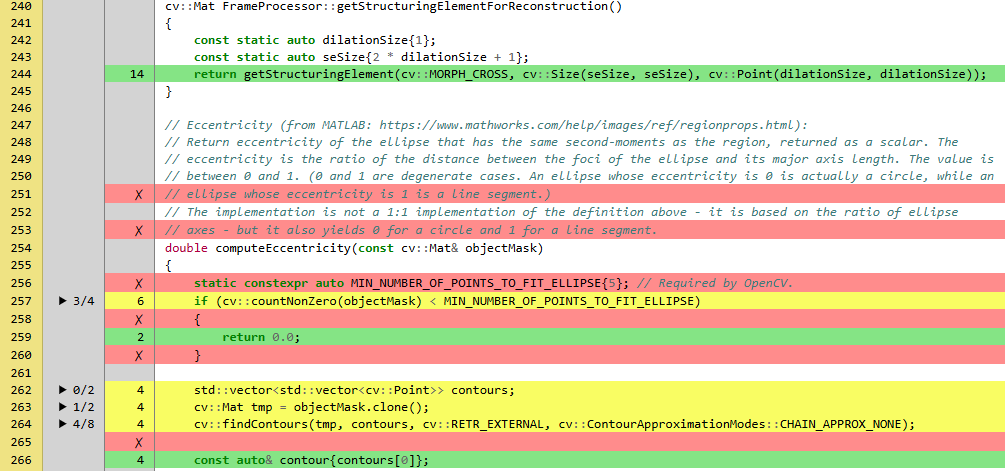 240 cv::Mat FrameProcessor::getStructuringElementForReconstruction()
241 {
242 const static auto dilationSize{1};
243 const static auto seSize{2 * dilationSize + 1};
244 14 return getStructuringElement(cv::MORPH_CROSS, cv::Size(seSize, seSize), cv::Point(dilationSize, dilationSize));
245 }
246
247 // Eccentricity (from MATLAB: https://www.mathworks.com/help/images/ref/regionprops.html):
248 // Return eccentricity of the ellipse that has the same second-moments as the region, returned as a scalar. The
249 // eccentricity is the ratio of the distance between the foci of the ellipse and its major axis length. The value is
250 // between 0 and 1. (0 and 1 are degenerate cases. An ellipse whose eccentricity is 0 is actually a circle, while an
251 X // ellipse whose eccentricity is 1 is a line segment.)
252 // The implementation is not a 1:1 implementation of the definition above - it is based on the ratio of ellipse
253 X // axes - but it also yields 0 for a circle and 1 for a line segment.
254 double computeEccentricity(const cv::Mat& objectMask)
255 {
256 X static constexpr auto MIN_NUMBER_OF_POINTS_TO_FIT_ELLIPSE{5}; // Required by OpenCV.
257 ▶ 3/4 6 if (cv::countNonZero(objectMask) < MIN_NUMBER_OF_POINTS_TO_FIT_ELLIPSE)
258 X {
259 2 return 0.0;
260 X }
261
262 ▶ 0/2 4 std::vector<std::vector<cv::Point>> contours;
263 ▶ 1/2 4 cv::Mat tmp = objectMask.clone();
264 ▶ 4/8 4 cv::findContours(tmp, contours, cv::RETR_EXTERNAL, cv::ContourApproximationModes::CHAIN_APPROX_NONE);
265 X
266 4 const auto& contour{contours[0]};